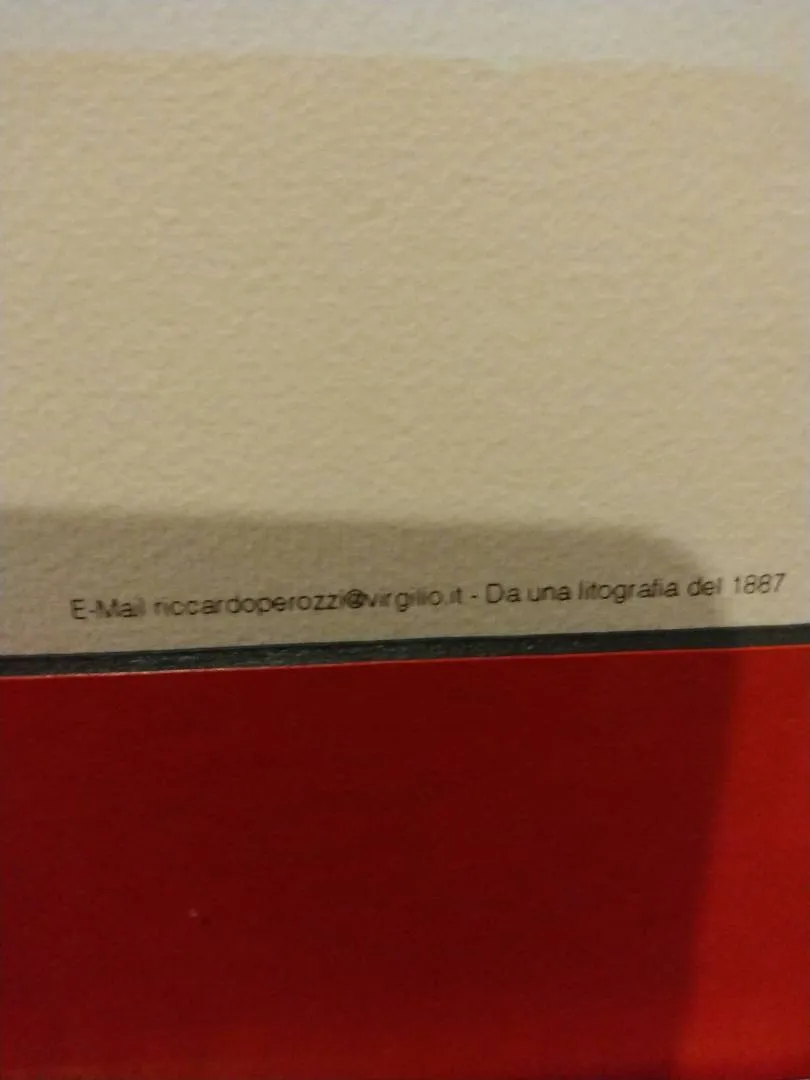 E-Mail riccardoperozzi@virgilio.it - Da una litografia del 1887